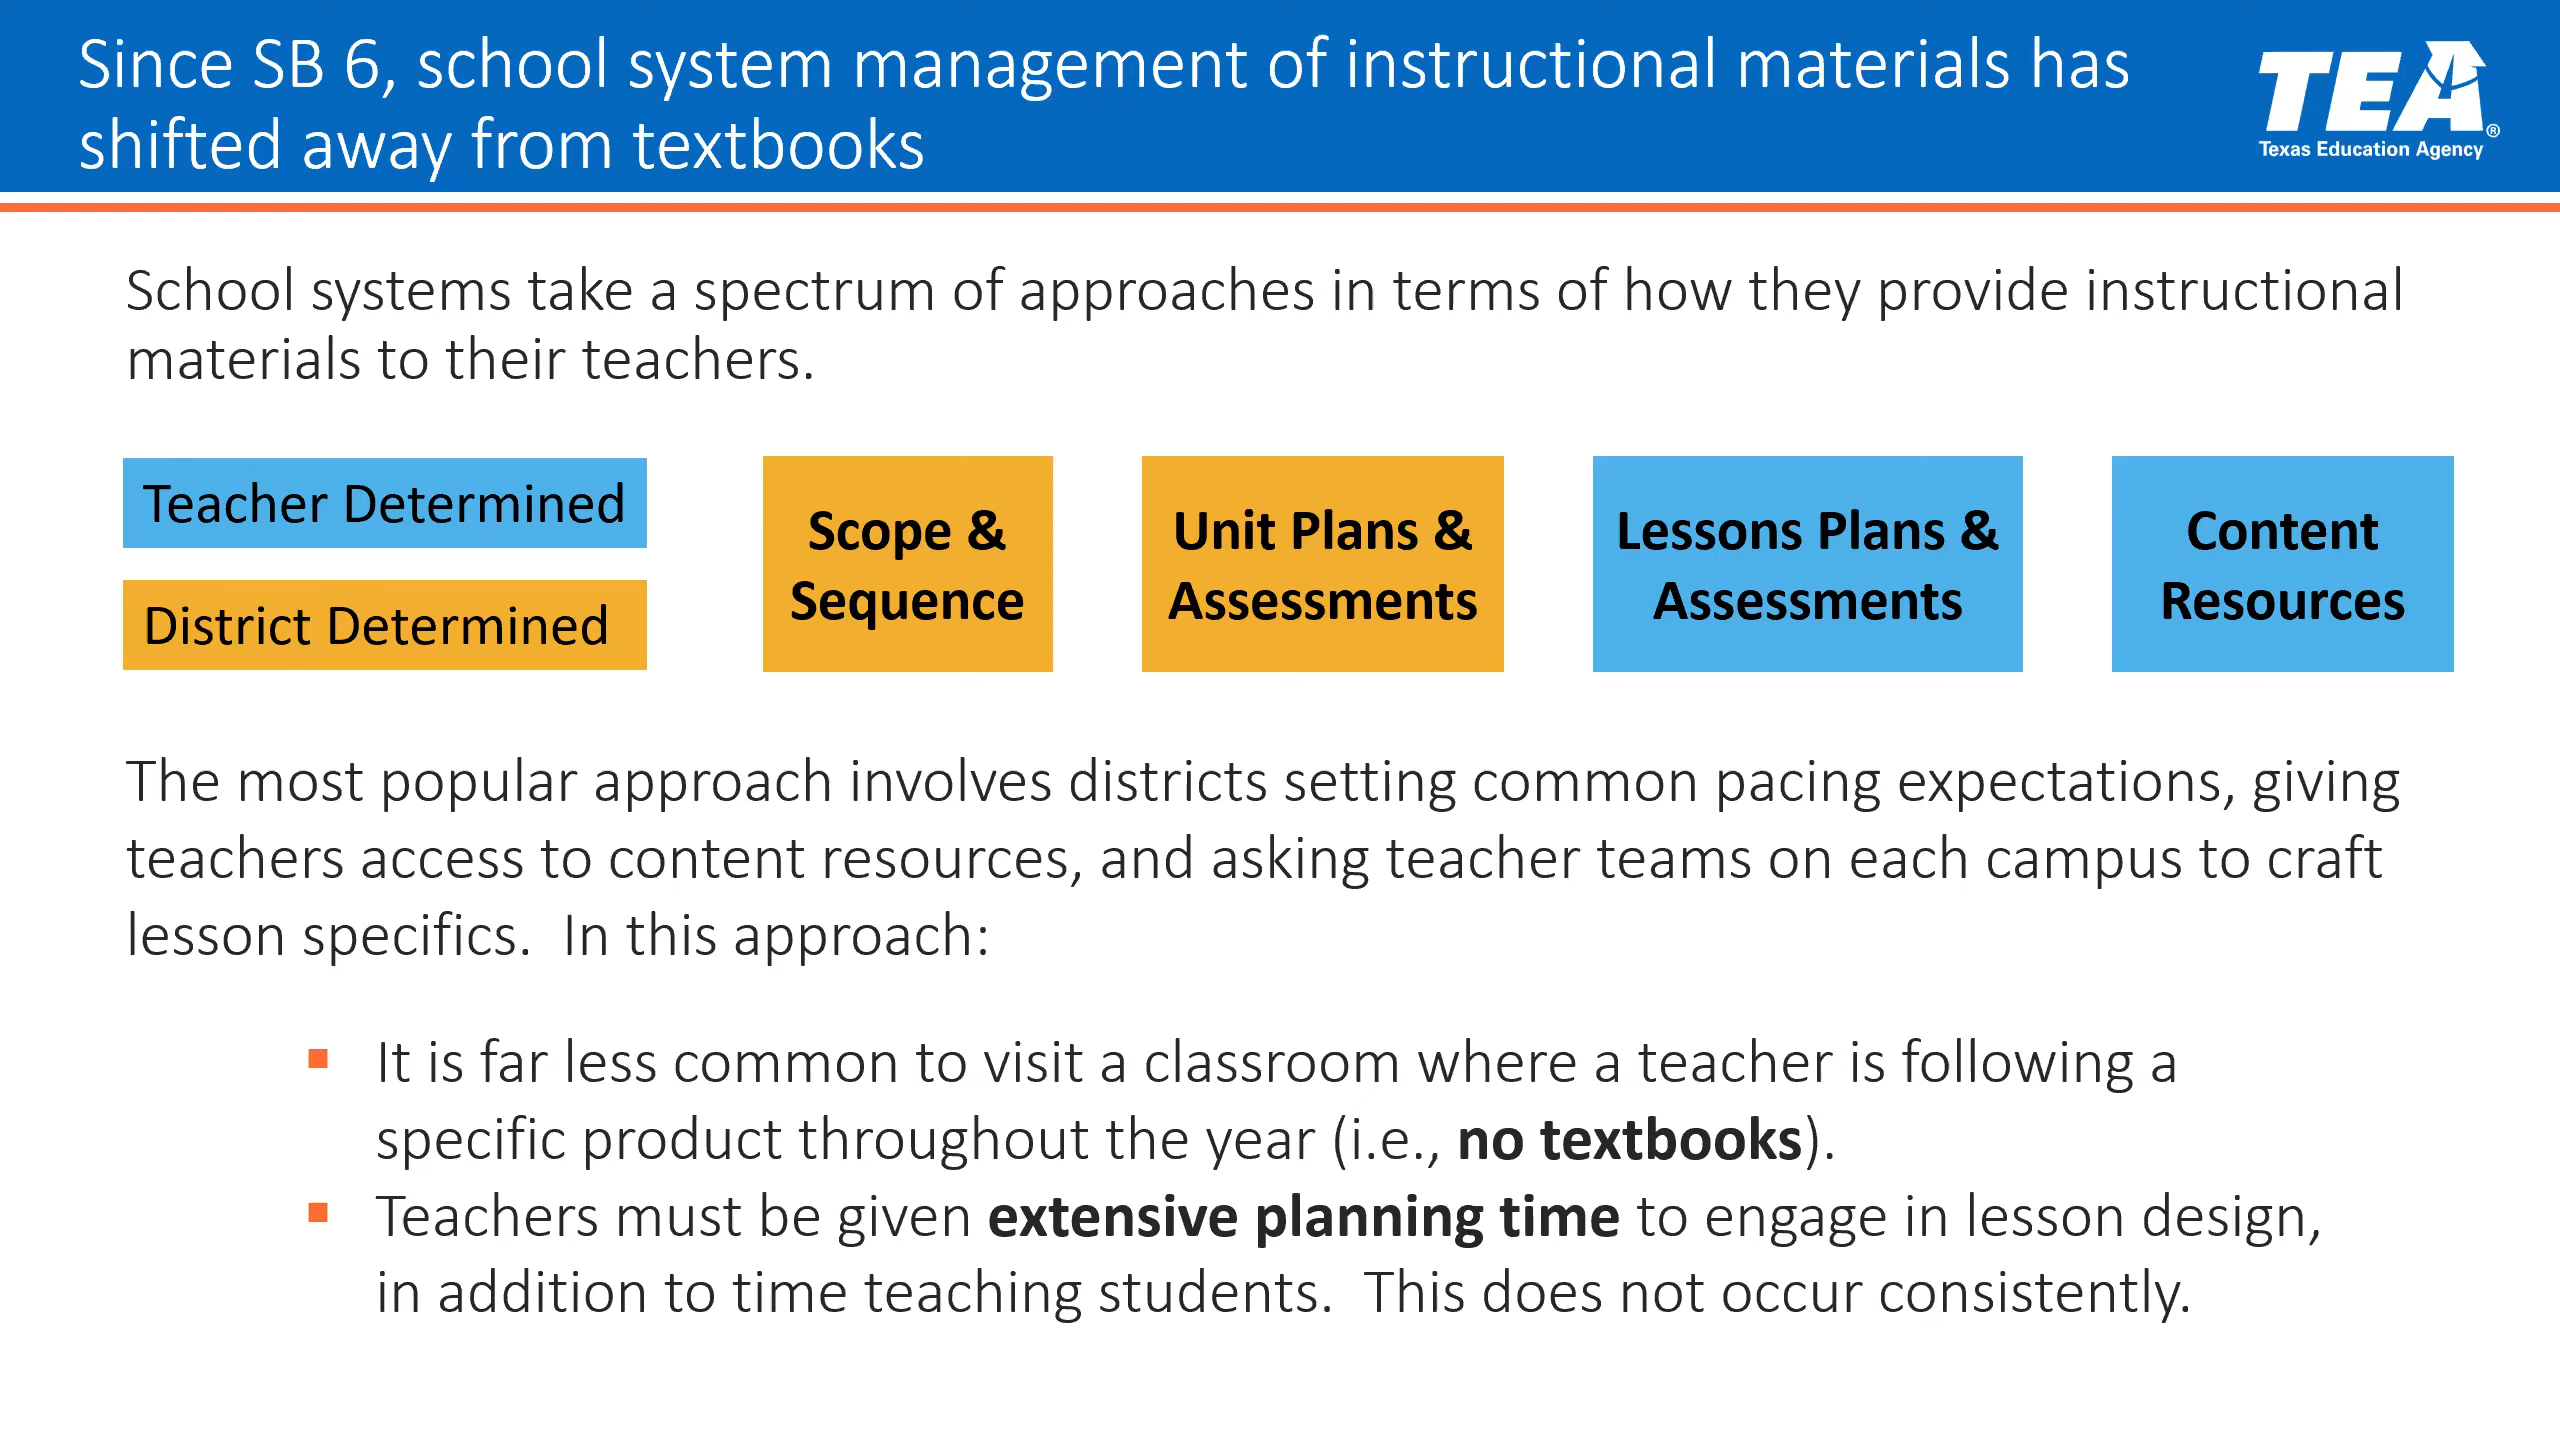 Since SB 6, school system management of instructional materials has
shifted away from textbooks
TEA®
Texas Education Agency
School systems take a spectrum of approaches in terms of how they provide instructional
materials to their teachers.
Teacher Determined
District Determined
Scope &
Sequence
Unit Plans &
Assessments
Lessons Plans &
Assessments
Content
Resources
The most popular approach involves districts setting common pacing expectations, giving
teachers access to content resources, and asking teacher teams on each campus to craft
lesson specifics.  In this approach:
▪ It is far less common to visit a classroom where a teacher is following a
specific product throughout the year (i.e., no textbooks).
▪ Teachers must be given extensive planning time to engage in lesson design,
in addition to time teaching students.  This does not occur consistently.